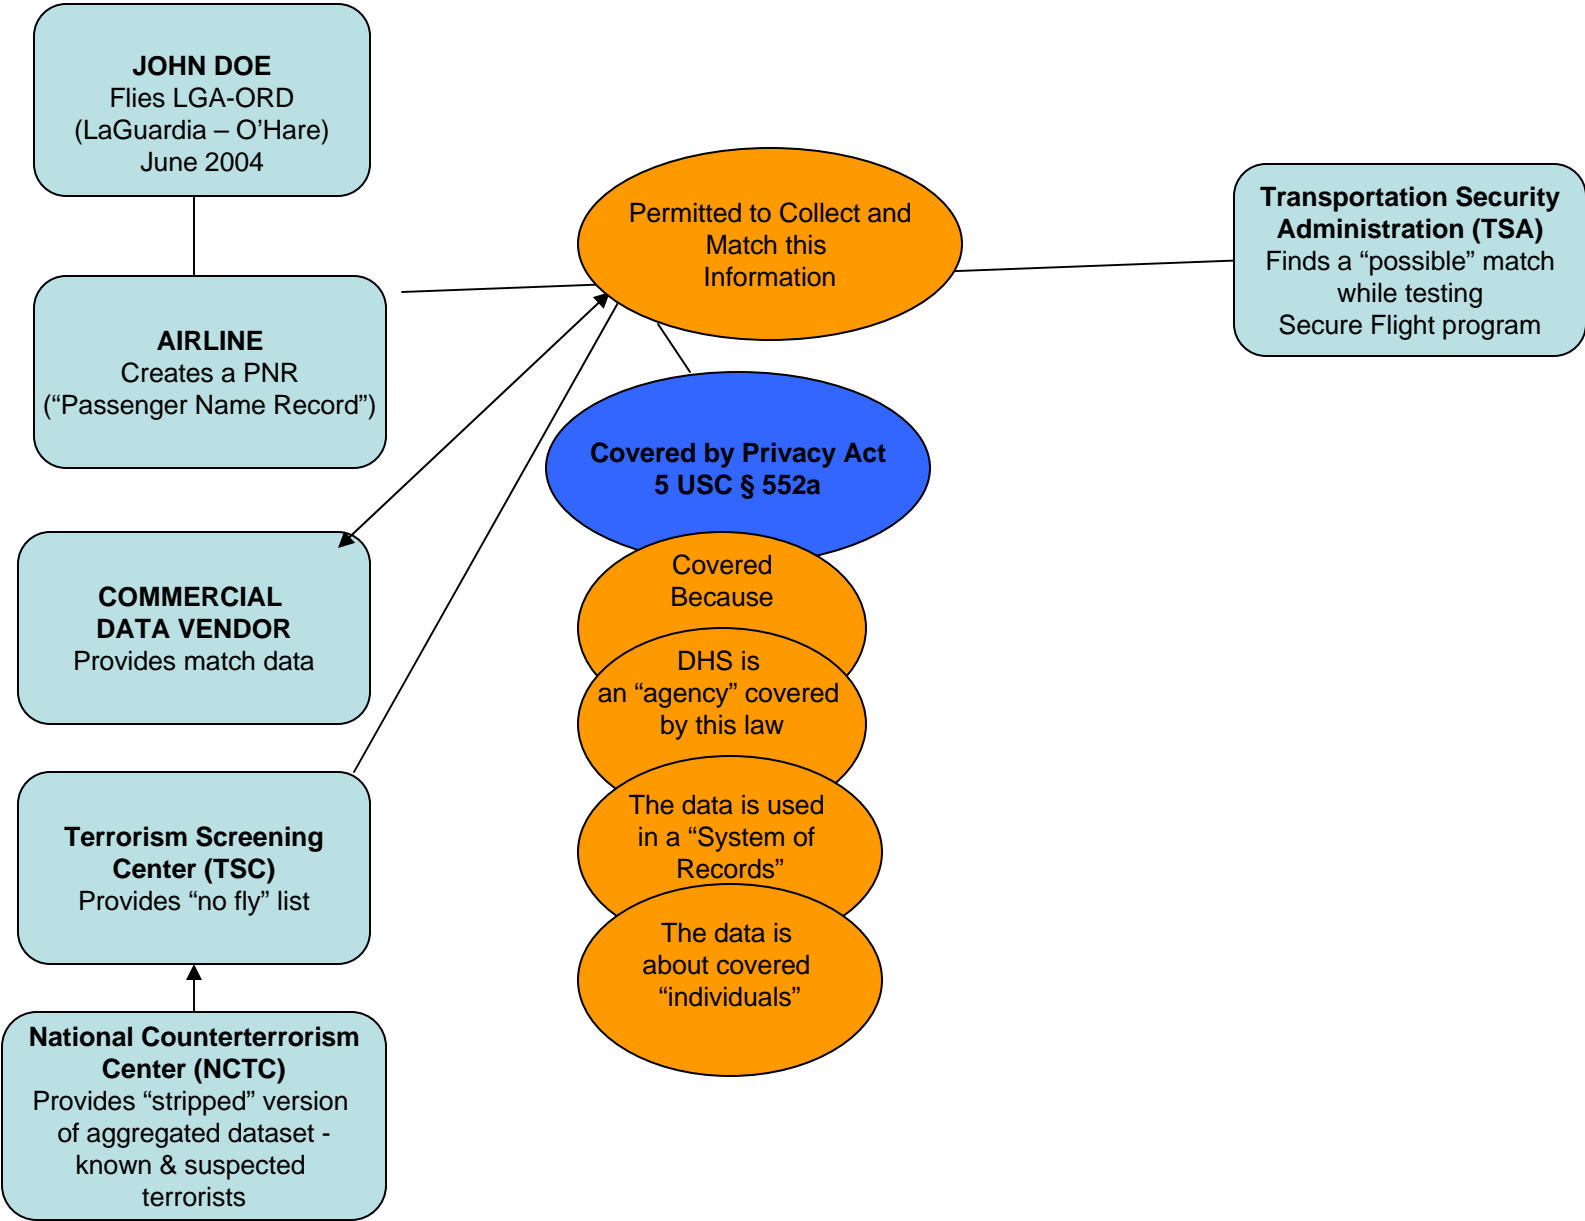 JOHN DOE
Flies LGA-ORD
(LaGuardia – O’Hare)
June 2004
AIRLINE
Creates a PNR
(“Passenger Name Record”)
COMMERCIAL
DATA VENDOR
Provides match data
Terrorism Screening
Center (TSC)
Provides “no fly” list
National Counterterrorism
Center (NCTC)
Provides “stripped” version
of aggregated dataset -
known & suspected
terrorists
Permitted to Collect and
Match this
Information
Covered by Privacy Act
5 USC § 552a
Covered
Because
DHS is
an “agency” covered
by this law
The data is used
in a “System of
Records”
The data is
about covered
“individuals”
Transportation Security
Administration (TSA)
Finds a “possible” match
while testing
Secure Flight program